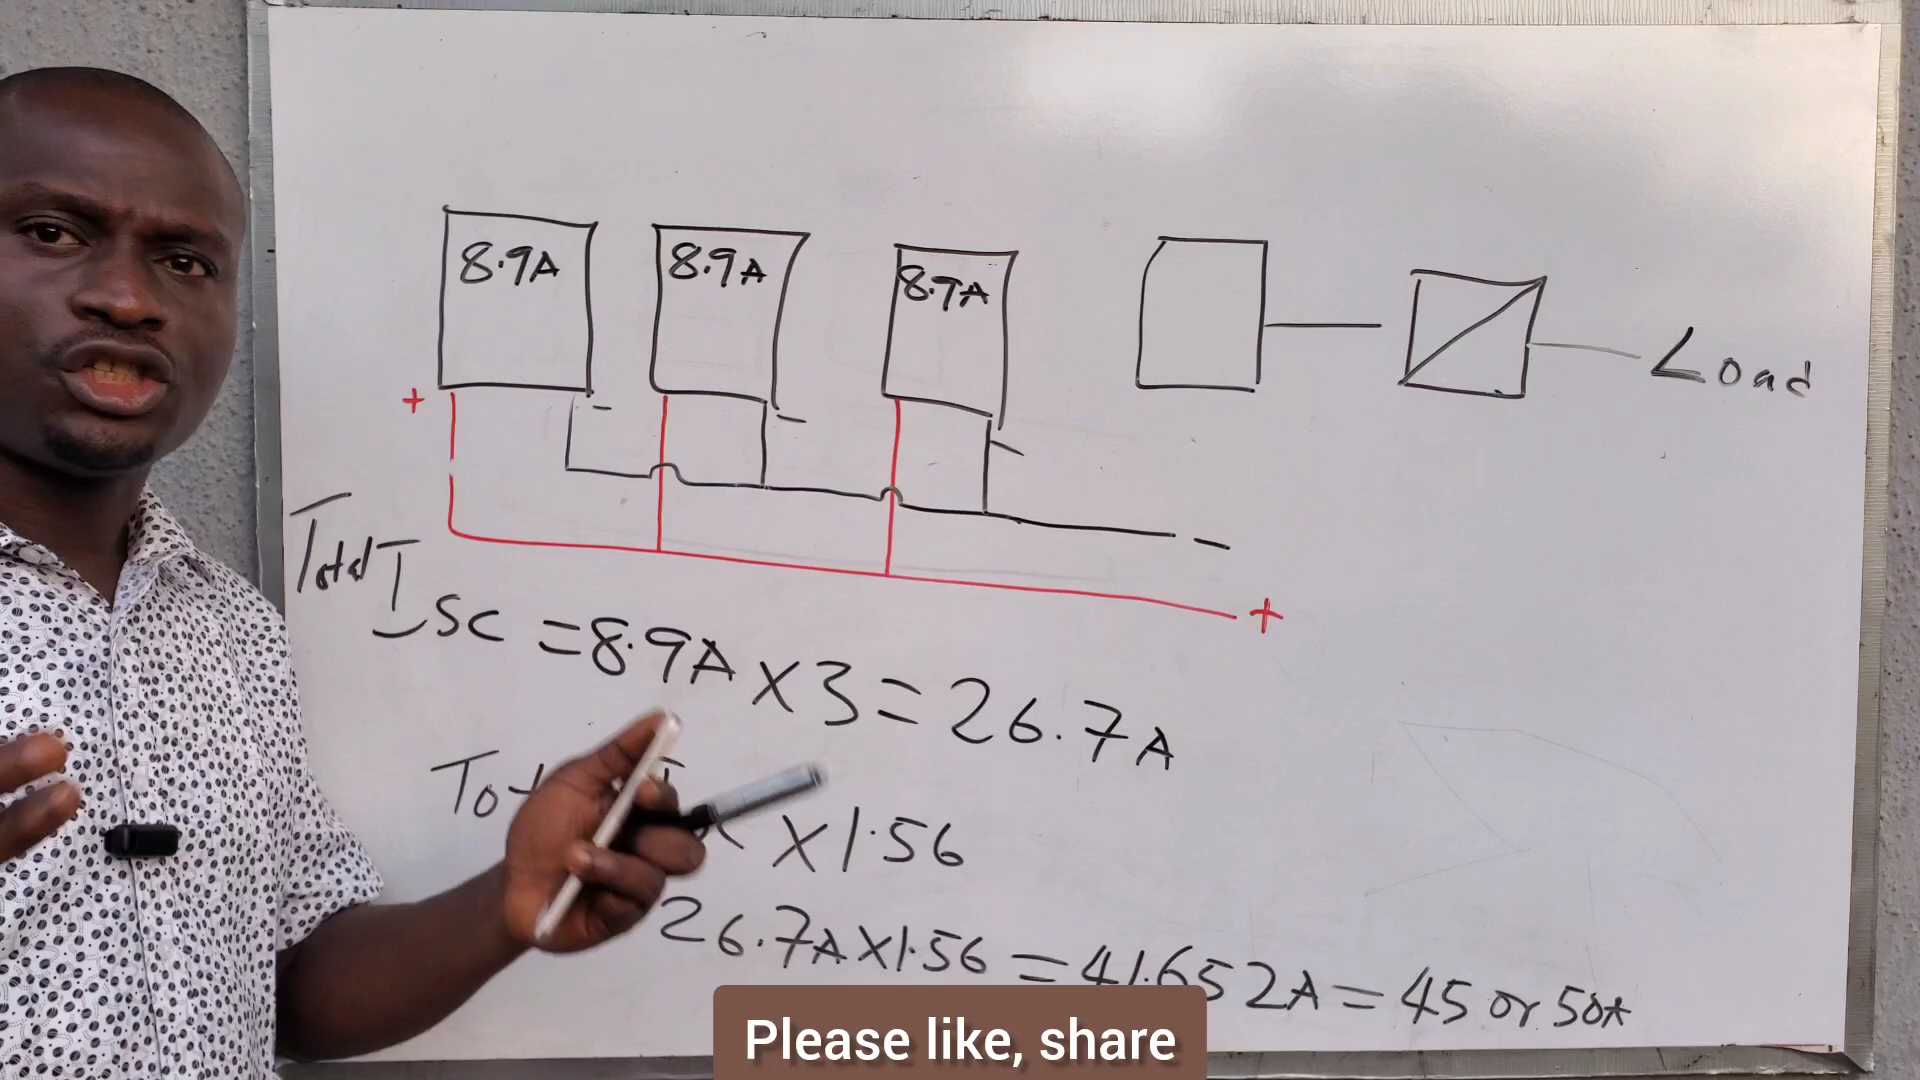 8.9A 8.9A 8.9A
+ - - -
Load
-
+
Total Isc = 8.9A X 3 = 26.7A
X 1.56
26.7A X 1.56 = 41.652A = 45 or 50A
Please like, share